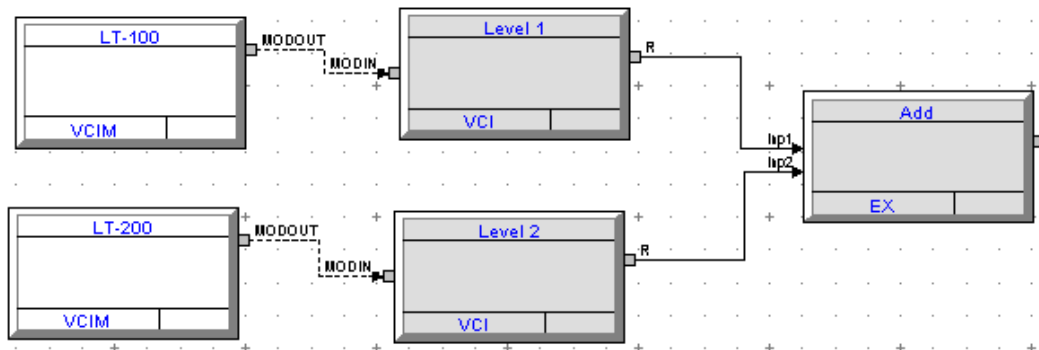 LT-100
VCIM
MODOUT
MODIN
Level 1
VCI
R
Inp1
Inp2
Add
EX
LT-200
VCIM
MODOUT
MODIN
Level 2
VCI
R